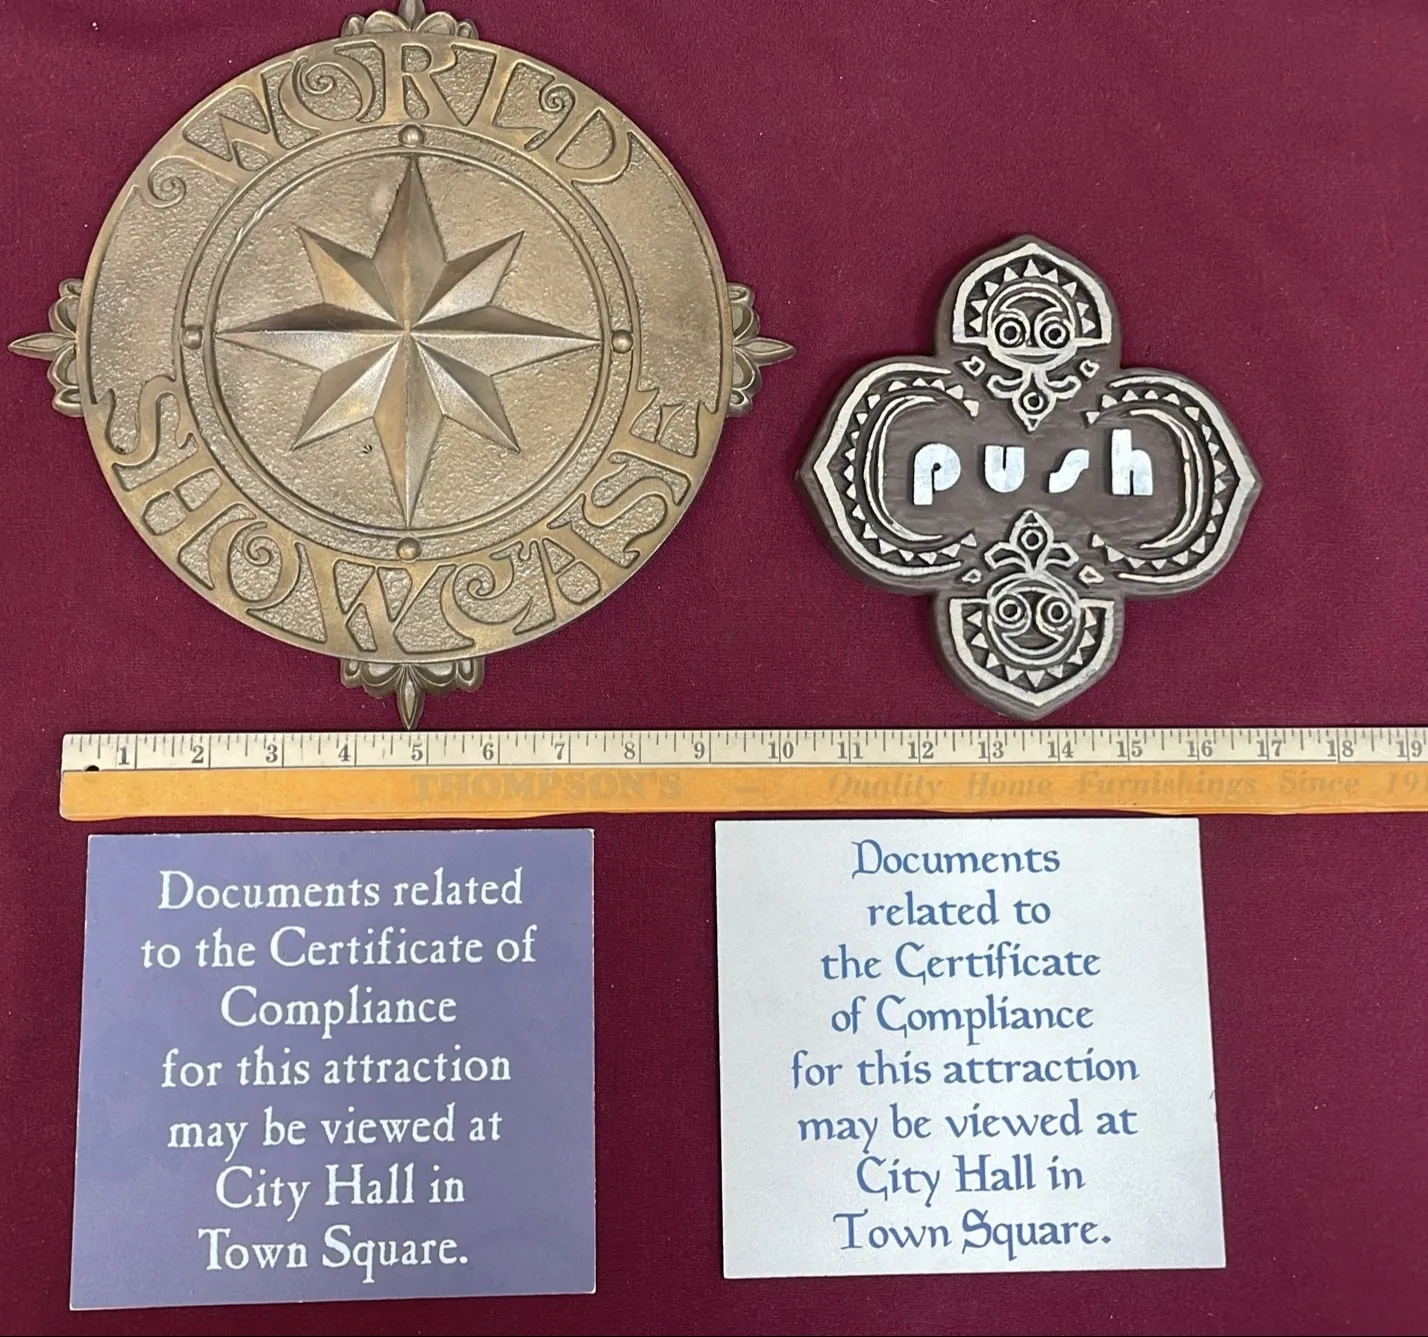 WORLD
SHOWCASE
push
1 2 3 4 5 6 7 8 9 10 11 12 13 14 15 16 17 18 19
THOMPSON'S — Quality Home Furnishings Since 19
Documents related
to the Certificate of
Compliance
for this attraction
may be viewed at
City Hall in
Town Square.
Documents
related to
the Certificate
of Compliance
for this attraction
may be viewed at
City Hall in
Town Square.